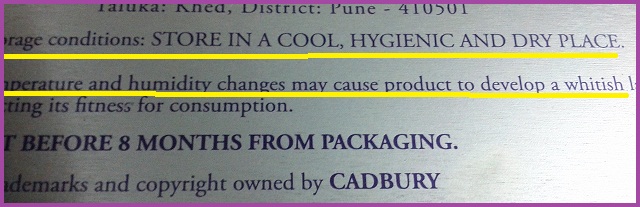 Taluka: Khed, District: Pune - 410501
orage conditions: STORE IN A COOL, HYGIENIC AND DRY PLACE.
perature and humidity changes may cause product to develop a whitish
cting its fitness for consumption.
T BEFORE 8 MONTHS FROM PACKAGING.
ademarks and copyright owned by CADBURY